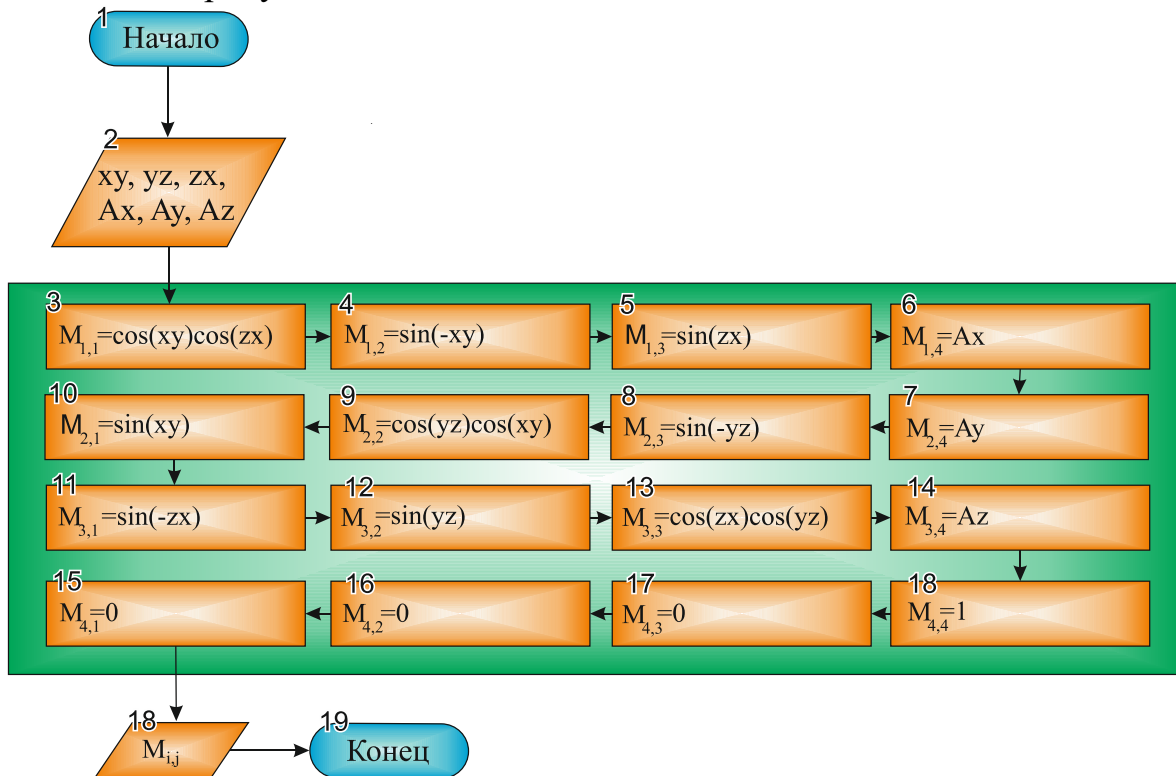 1
Начало
2
xy, yz, zx,
Ax, Ay, Az
3
M1,1=cos(xy)cos(zx)
4
M1,2=sin(-xy)
5
M1,3=sin(zx)
6
M1,4=Ax
10
M2,1=sin(xy)
9
M2,2=cos(yz)cos(xy)
8
M2,3=sin(-yz)
7
M2,4=Ay
11
M3,1=sin(-zx)
12
M3,2=sin(yz)
13
M3,3=cos(zx)cos(yz)
14
M3,4=Az
15
M4,1=0
16
M4,2=0
17
M4,3=0
18
M4,4=1
18
Mi,j
19
Конец